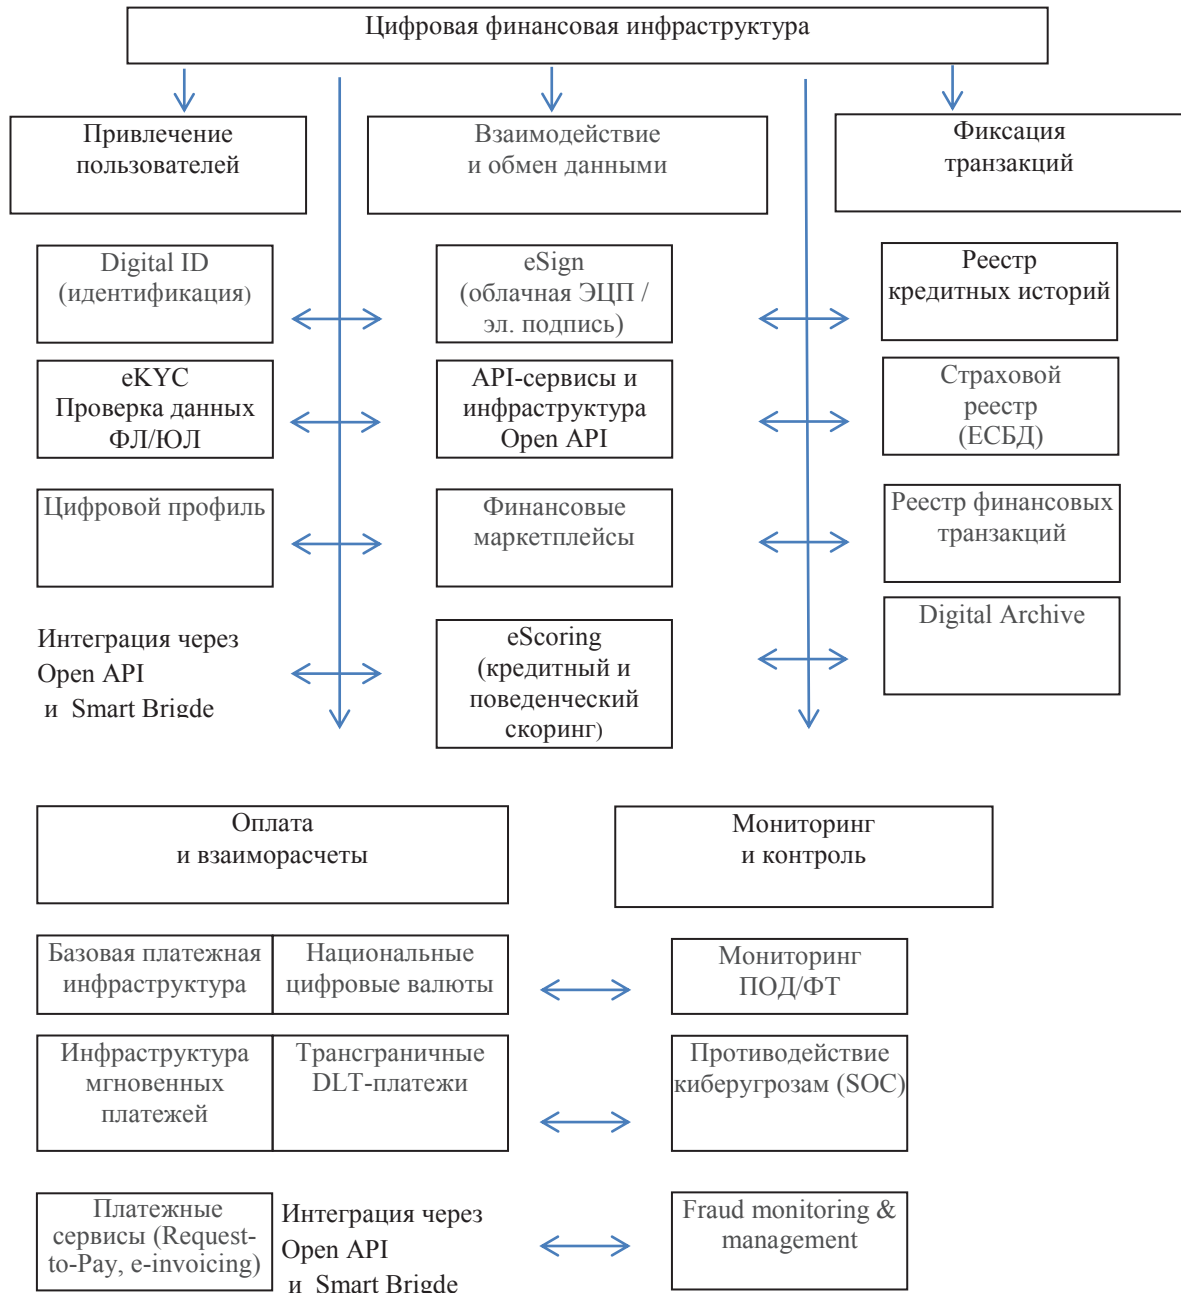 Цифровая финансовая инфраструктура
Привлечение
пользователей
Взаимодействие
и обмен данными
Фиксация
транзакций
Digital ID
(идентификация)
eSign
(облачная ЭЦП /
эл. подпись)
Реестр
кредитных историй
eKYC
Проверка данных
ФЛ/ЮЛ
API-сервисы и
инфраструктура
Open API
Страховой
реестр
(ЕСБД)
Цифровой профиль
Финансовые
маркетплейсы
Реестр финансовых
транзакций
Интеграция через
Open API
и Smart Brigde
eScoring
(кредитный и
поведенческий
скоринг)
Digital Archive
Оплата
и взаиморасчеты
Мониторинг
и контроль
Базовая платежная
инфраструктура
Национальные
цифровые валюты
Мониторинг
ПОД/ФТ
Инфраструктура
мгновенных
платежей
Трансграничные
DLT-платежи
Противодействие
киберугрозам (SOC)
Платежные
сервисы (Request-
to-Pay, e-invoicing)
Интеграция через
Open API
и Smart Brigde
Fraud monitoring &
management